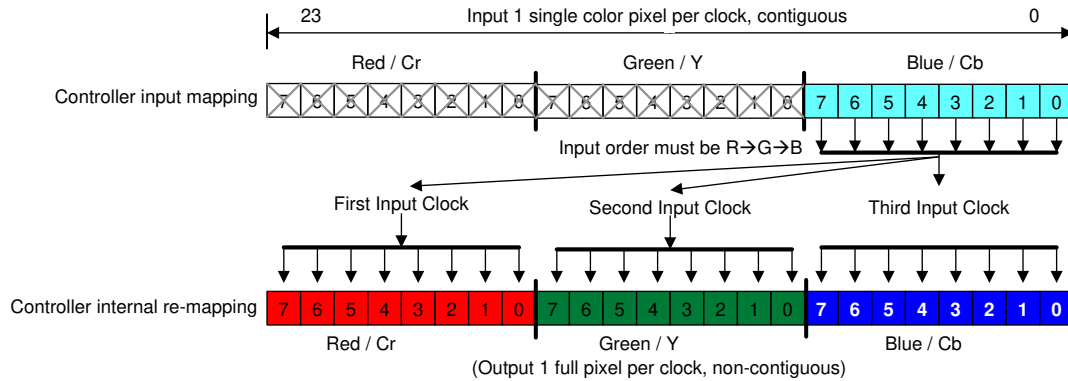 23 Input 1 single color pixel per clock, contiguous 0
Red / Cr Green / Y Blue / Cb
Controller input mapping 7 6 5 4 3 2 1 0 7 6 5 4 3 2 1 0 7 6 5 4 3 2 1 0
Input order must be R→G→B
First Input Clock Second Input Clock Third Input Clock
Controller internal re-mapping 7 6 5 4 3 2 1 0 7 6 5 4 3 2 1 0 7 6 5 4 3 2 1 0
Red / Cr Green / Y Blue / Cb
(Output 1 full pixel per clock, non-contiguous)